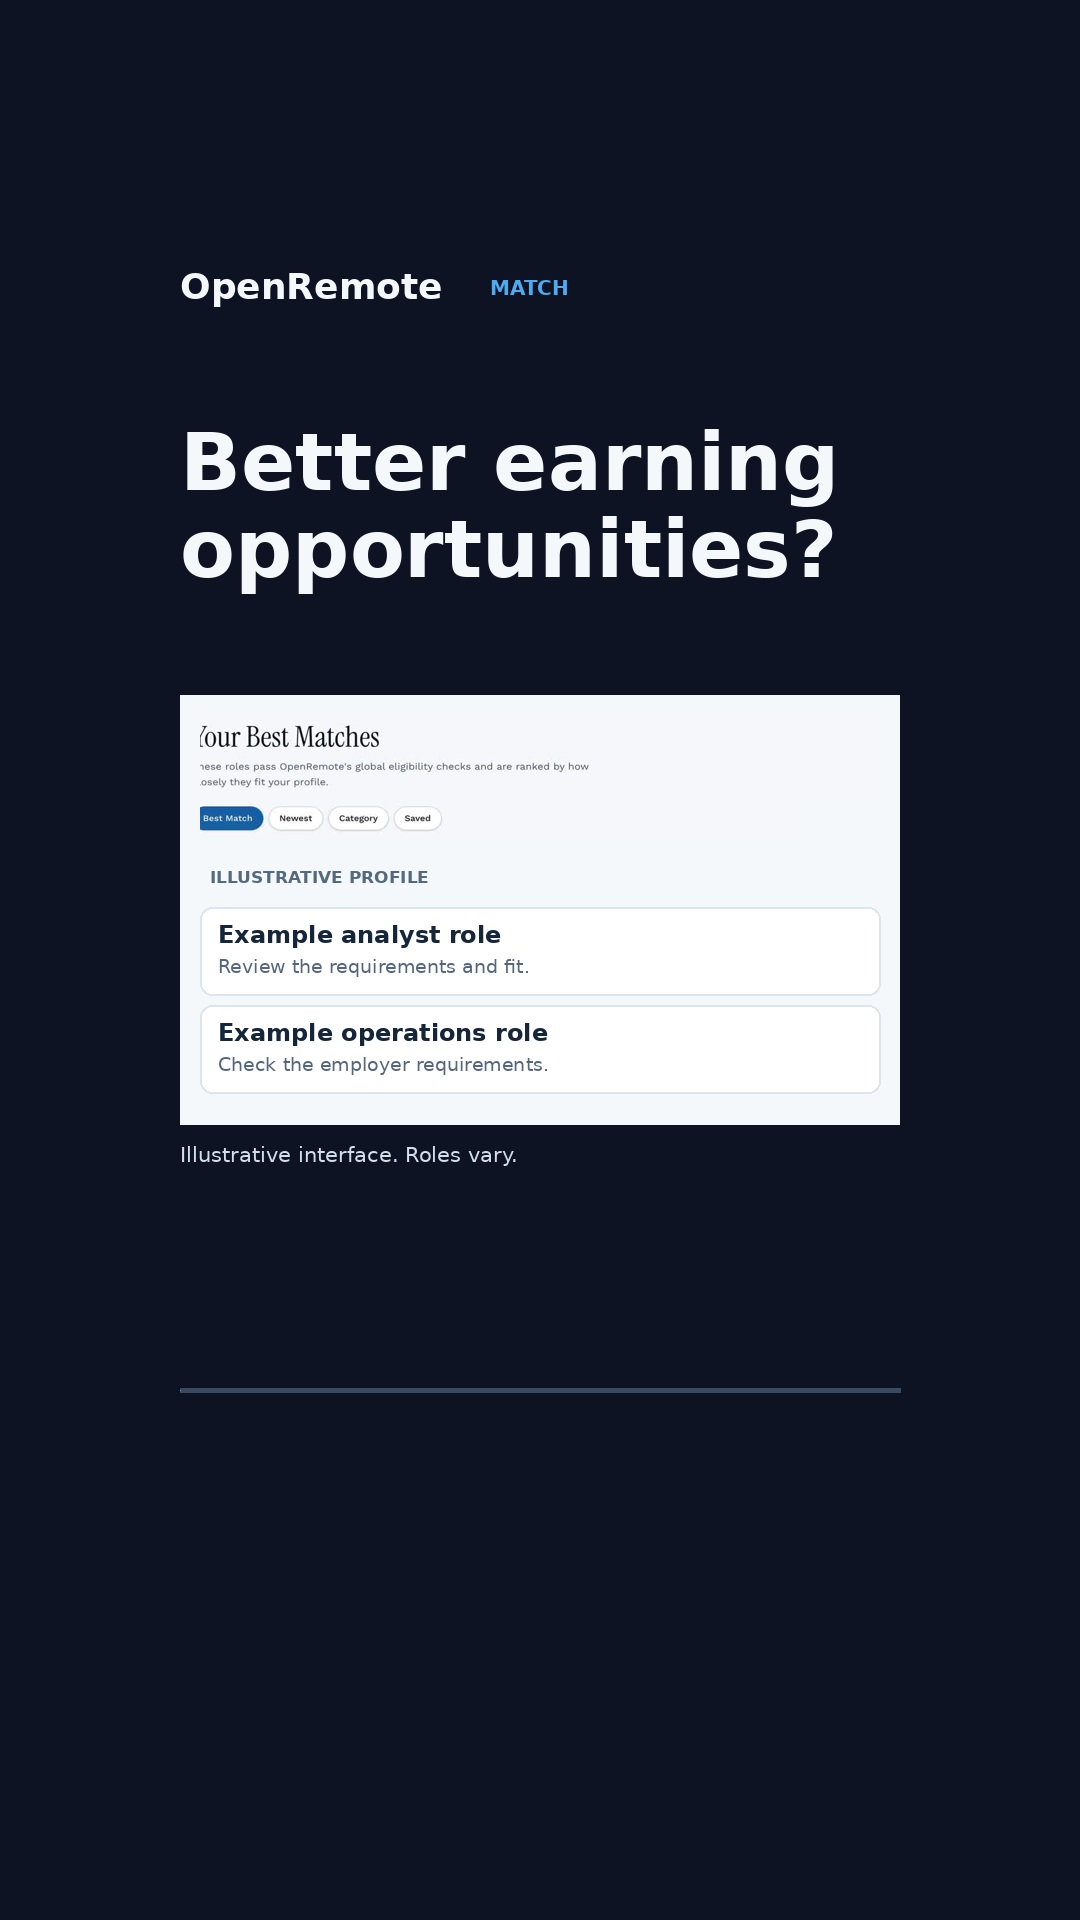 OpenRemote MATCH
Better earning
opportunities?
Your Best Matches
roles pass OpenRemote's global eligibility checks and are ranked by how
they fit your profile.
Best Match Newest Category Saved
ILLUSTRATIVE PROFILE
Example analyst role
Review the requirements and fit.
Example operations role
Check the employer requirements.
Illustrative interface. Roles vary.